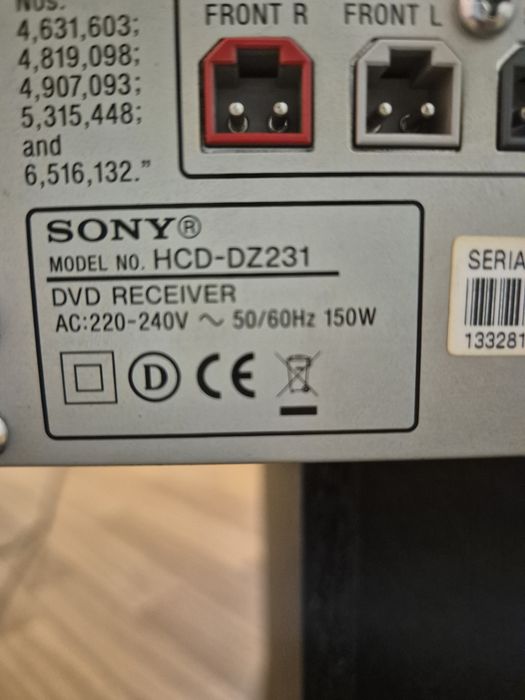 Nos.
4,631,603;
4,819,098;
4,907,093;
5,315,448;
and
6,516,132."
FRONT R
FRONT L
SONY®
MODEL NO. HCD-DZ231
DVD RECEIVER
AC:220-240V ~ 50/60Hz 150W
D
CE
SERIA
133281